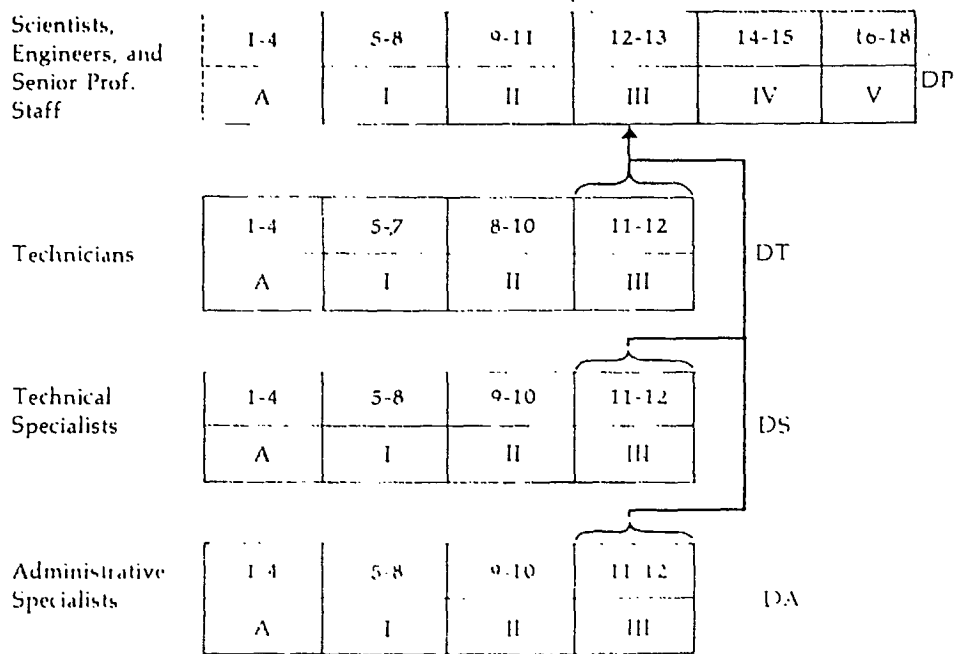 Scientists,
Engineers, and
Senior Prof.
Staff
1-4 5-8 9-11 12-13 14-15 16-18
A I II III IV V
DP
Technicians
1-4 5-7 8-10 11-12
A I II III
DT
Technical
Specialists
1-4 5-8 9-10 11-12
A I II III
DS
Administrative
Specialists
1-4 5-8 9-10 11-12
A I II III
DA